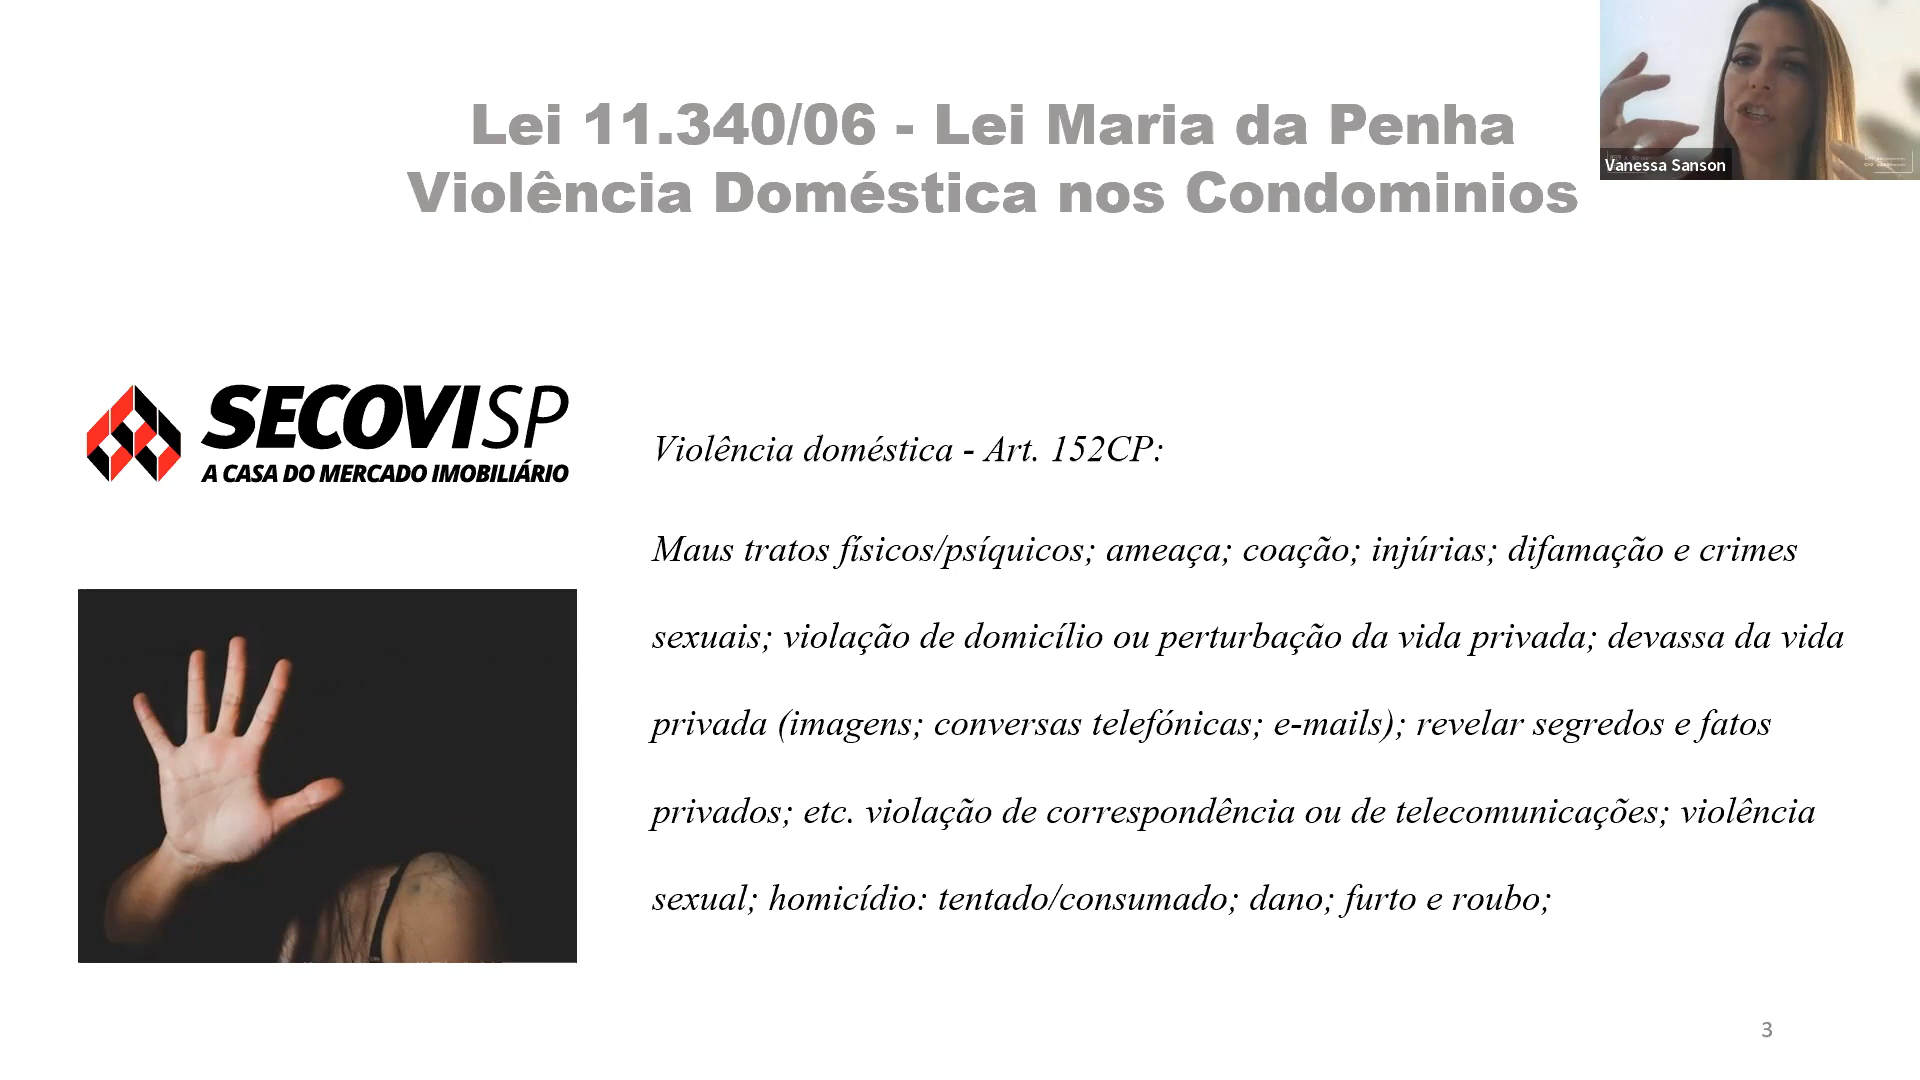 Lei 11.340/06 - Lei Maria da Penha
Violência Doméstica nos Condominios
Vanessa Sanson
SECOVISP
A CASA DO MERCADO IMOBILIÁRIO
Violência doméstica - Art. 152CP:
Maus tratos físicos/psíquicos; ameaça; coação; injúrias; difamação e crimes
sexuais; violação de domicílio ou perturbação da vida privada; devassa da vida
privada (imagens; conversas telefónicas; e-mails); revelar segredos e fatos
privados; etc. violação de correspondência ou de telecomunicações; violência
sexual; homicídio: tentado/consumado; dano; furto e roubo;
3